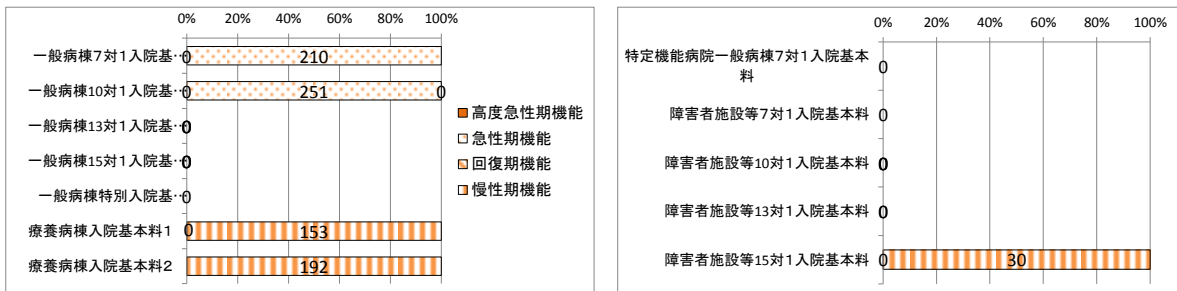 0% 20% 40% 60% 80% 100%
一般病棟7対1入院基… 0 210
一般病棟10対1入院基… 0 251 0
一般病棟13対1入院基… 0
一般病棟15対1入院基… 0
一般病棟特別入院基… 0
療養病棟入院基本料1 0 153
療養病棟入院基本料2 192
高度急性期機能
急性期機能
回復期機能
慢性期機能
0% 20% 40% 60% 80% 100%
特定機能病院一般病棟7対1入院基本
料 0
障害者施設等7対1入院基本料 0
障害者施設等10対1入院基本料 0
障害者施設等13対1入院基本料 0
障害者施設等15対1入院基本料 0 30